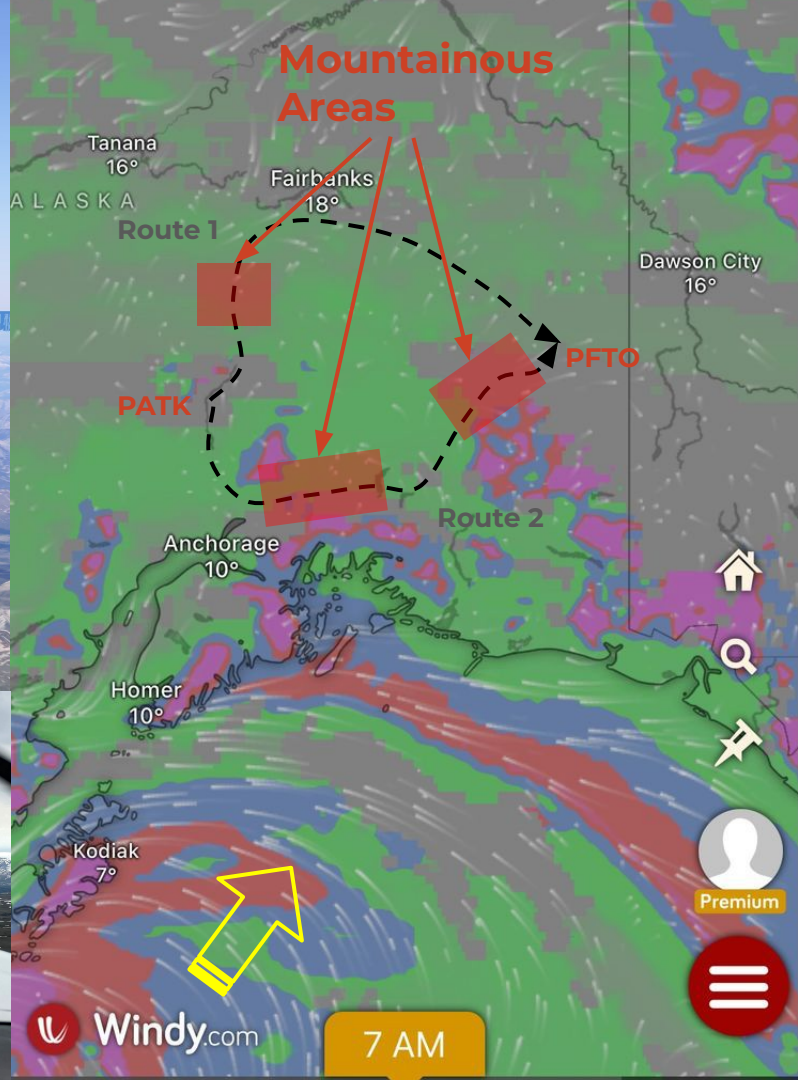 Mountainous
Areas
Tanana
16°
Fairbanks
18°
ALASKA
Route 1
Dawson City
16°
PFTO
PATK
Route 2
Anchorage
10°
Homer
10°
Kodiak
7°
Premium
Windy.com
7 AM